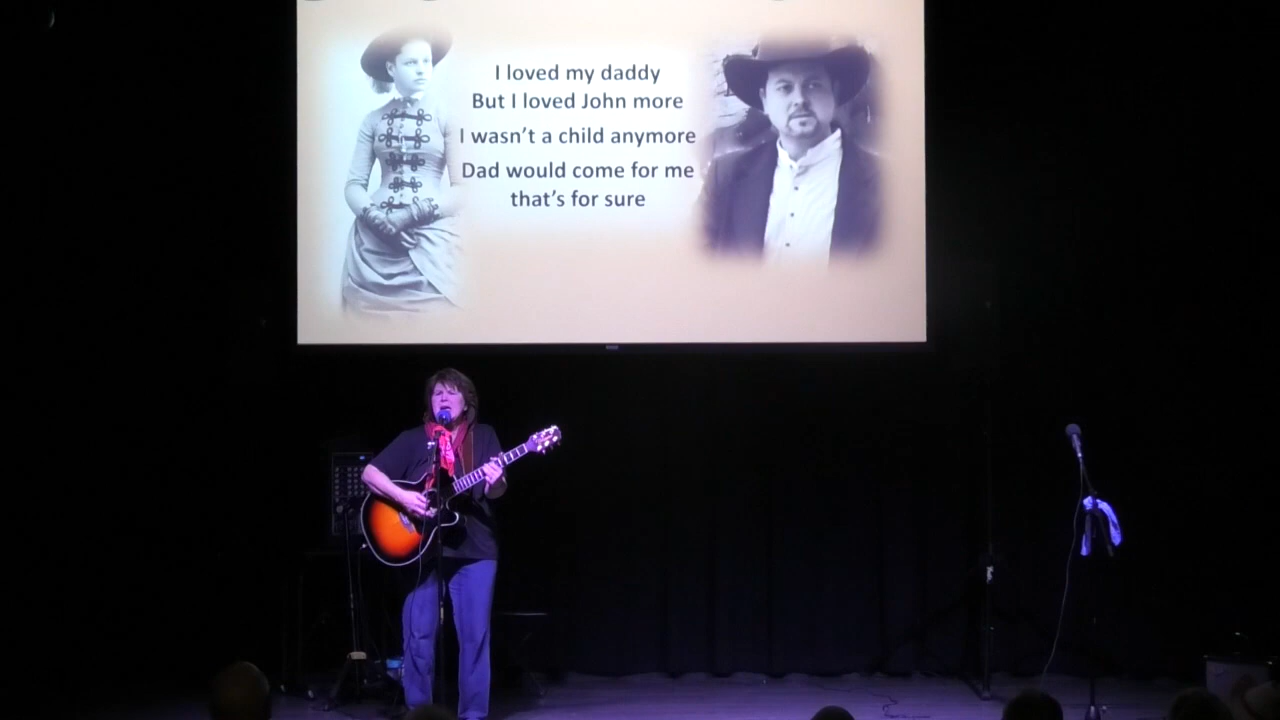 I loved my daddy
But I loved John more
I wasn't a child anymore
Dad would come for me
that's for sure